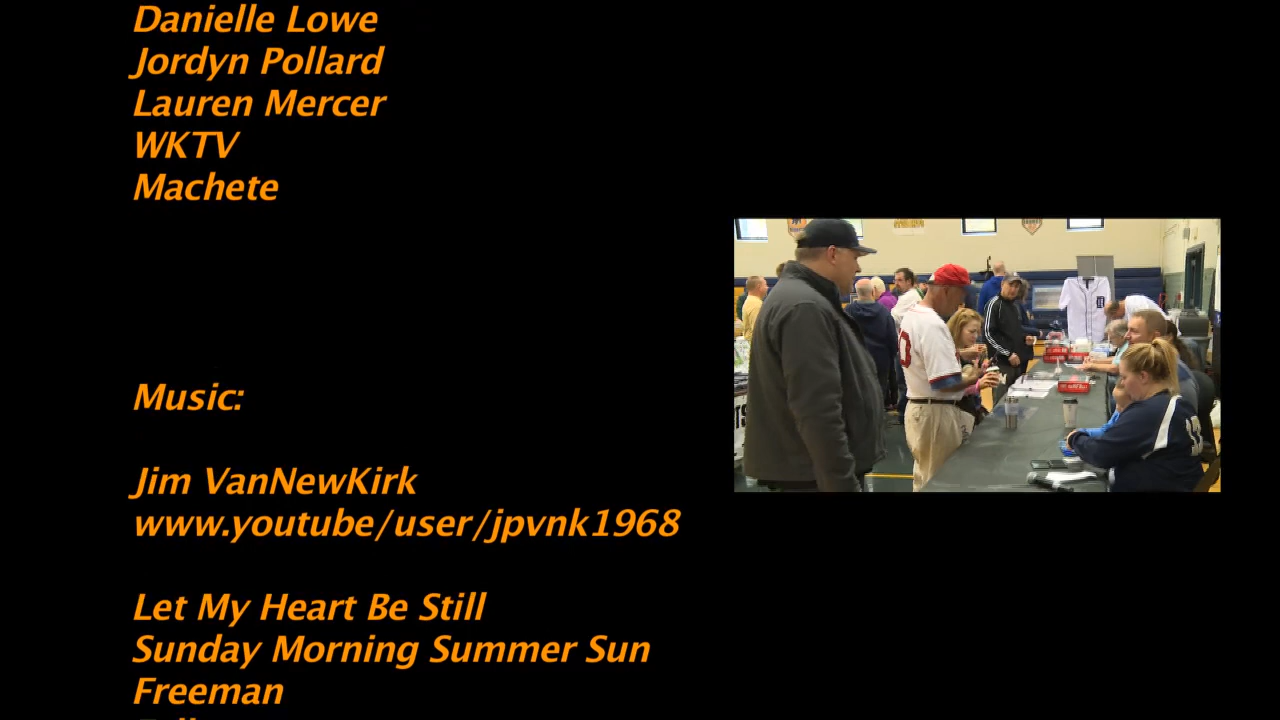 Danielle Lowe
Jordyn Pollard
Lauren Mercer
WKTV
Machete
Music:
Jim VanNewKirk
www.youtube/user/jpvnk1968
Let My Heart Be Still
Sunday Morning Summer Sun
Freeman